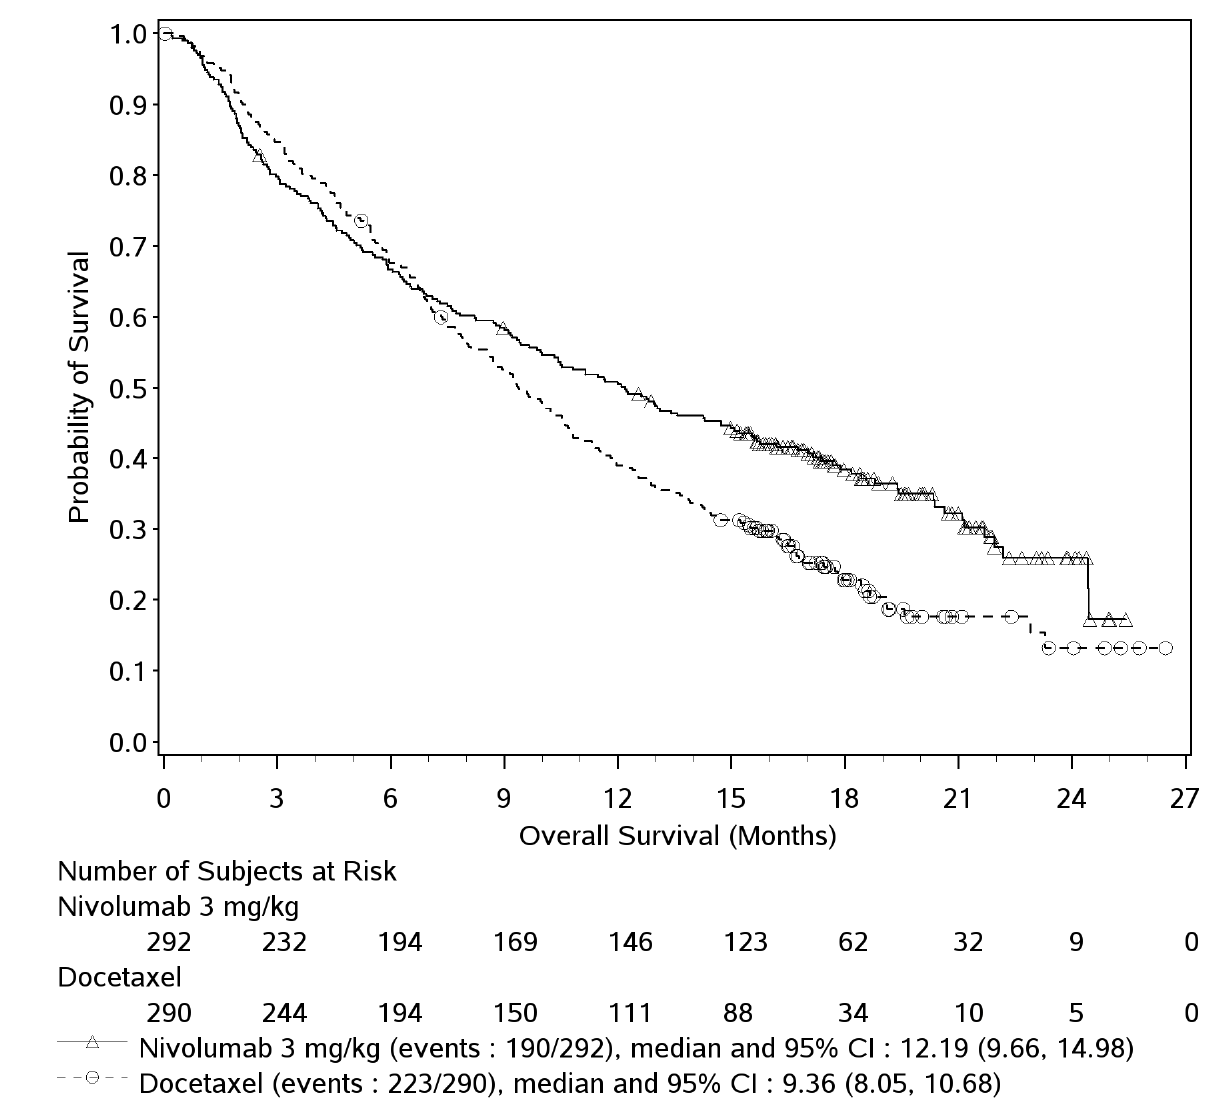 1.0
0.9
0.8
0.7
0.6
0.5
0.4
0.3
0.2
0.1
0.0
Probability of Survival
0 3 6 9 12 15 18 21 24 27
Overall Survival (Months)
Number of Subjects at Risk
Nivolumab 3 mg/kg
292 232 194 169 146 123 62 32 9 0
Docetaxel
290 244 194 150 111 88 34 10 5 0
Nivolumab 3 mg/kg (events : 190/292), median and 95% CI : 12.19 (9.66, 14.98)
Docetaxel (events : 223/290), median and 95% CI : 9.36 (8.05, 10.68)